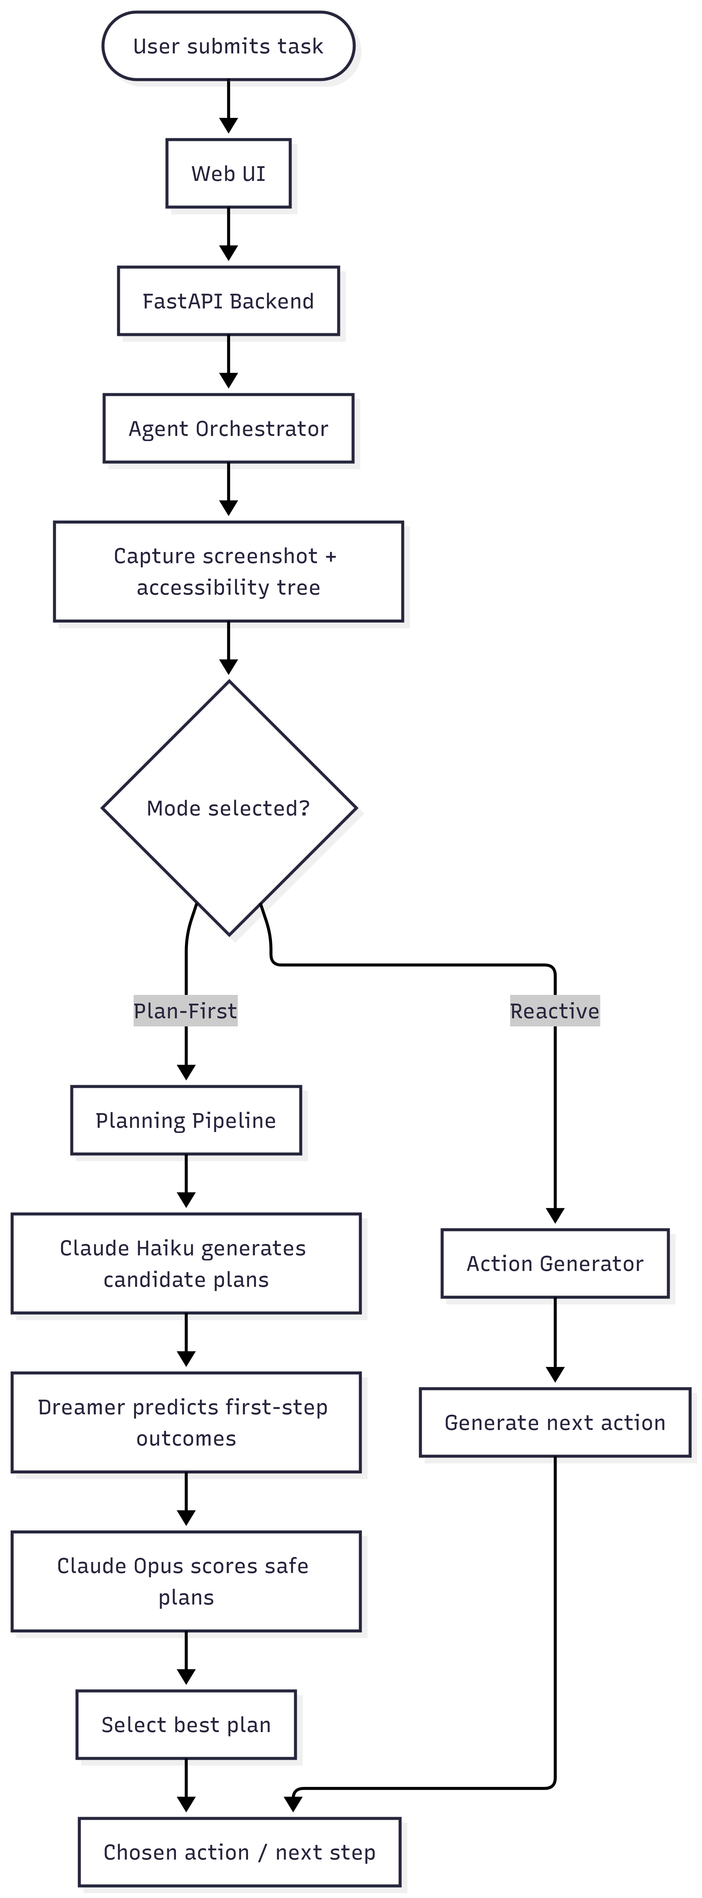 User submits task
Web UI
FastAPI Backend
Agent Orchestrator
Capture screenshot +
accessibility tree
Mode selected?
Plan-First
Reactive
Planning Pipeline
Claude Haiku generates
candidate plans
Action Generator
Dreamer predicts first-step
outcomes
Generate next action
Claude Opus scores safe
plans
Select best plan
Chosen action / next step